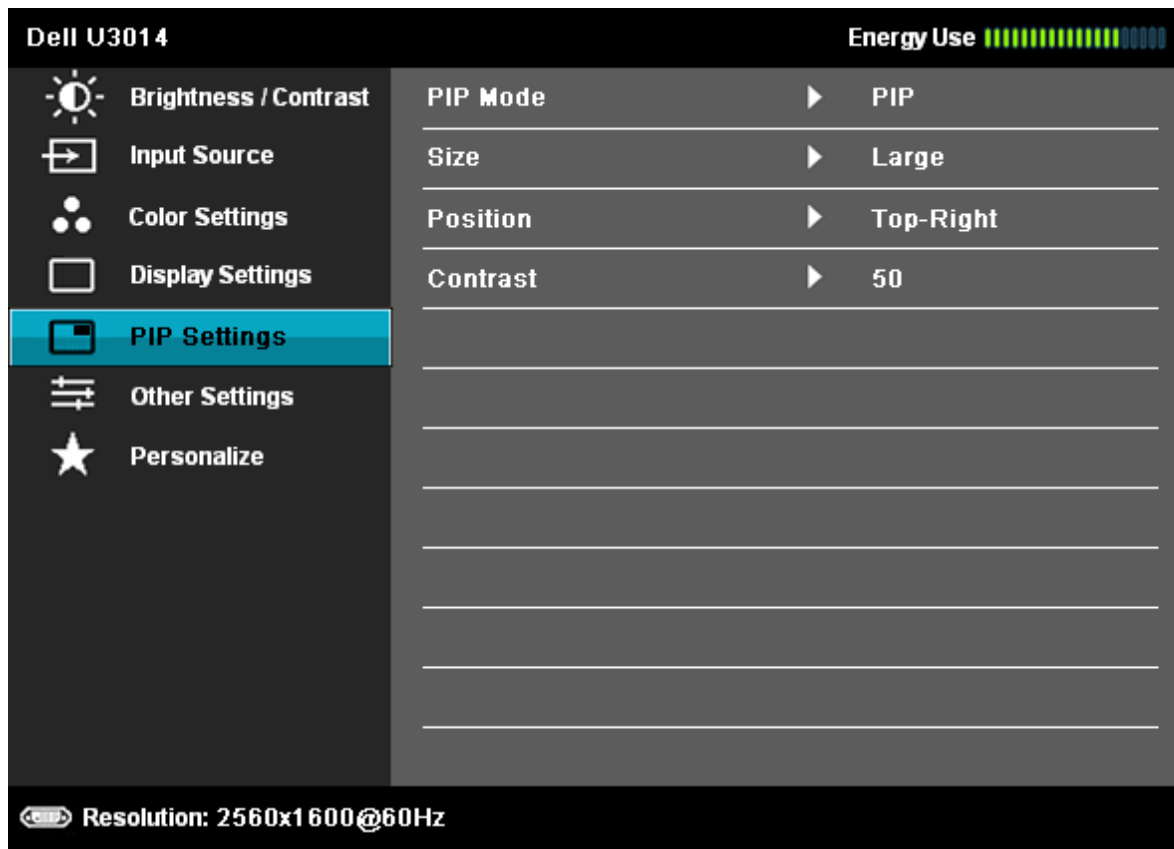 Dell U3014 Energy Use
Brightness / Contrast PIP Mode PIP
Input Source Size Large
Color Settings Position Top-Right
Display Settings Contrast 50
PIP Settings
Other Settings
Personalize
Resolution: 2560x1600@60Hz